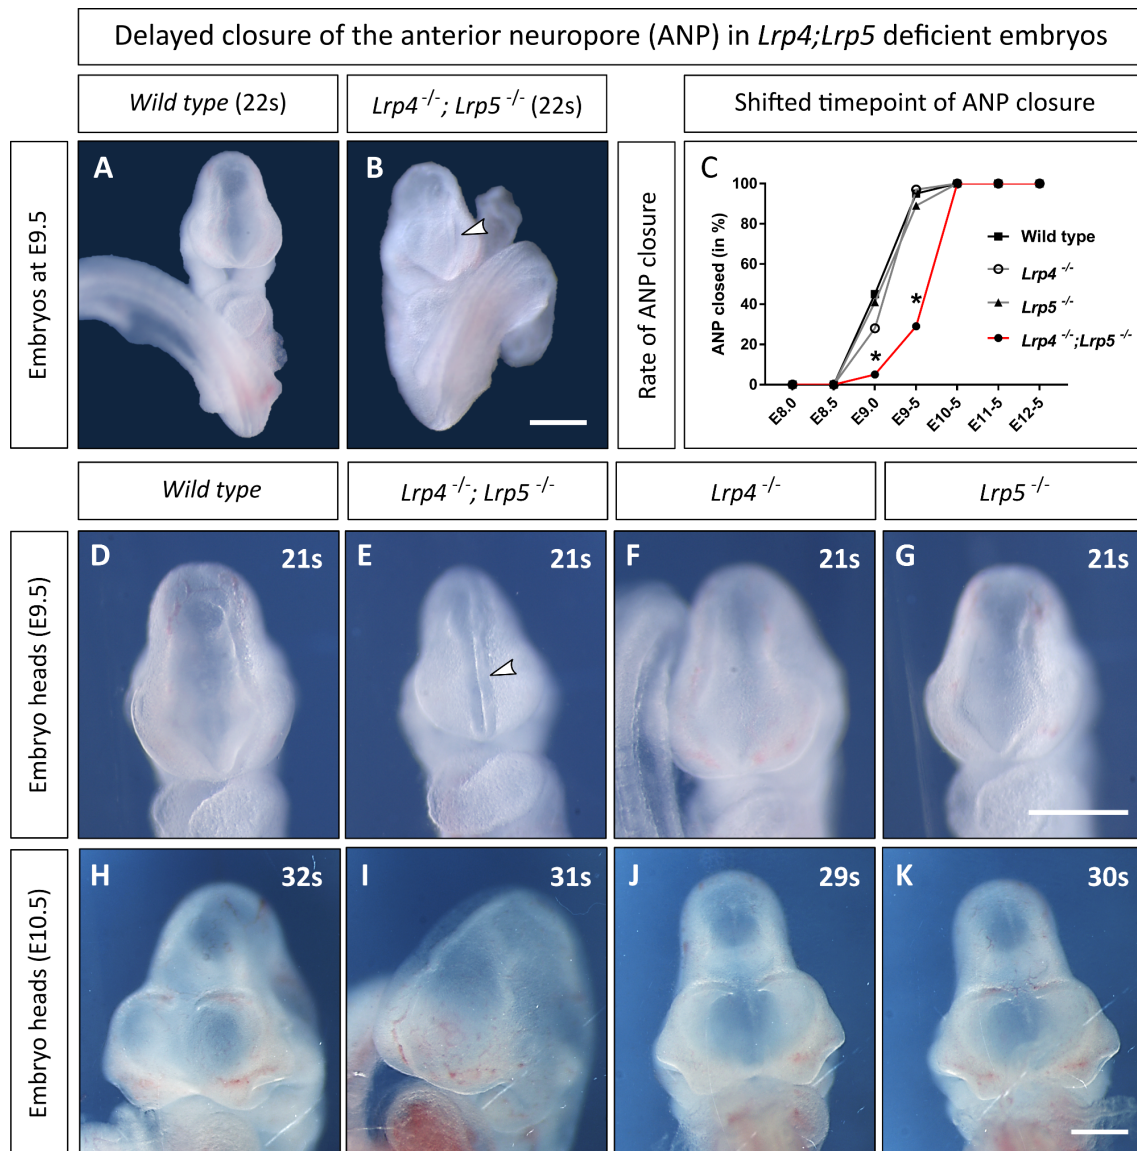 Delayed closure of the anterior neuropore (ANP) in Lrp4;Lrp5 deficient embryos
Wild type (22s)
Lrp4 -/-; Lrp5 -/- (22s)
Shifted timepoint of ANP closure
Embryos at E9.5
A
B
Rate of ANP closure
C
ANP closed (in %)
100
80
60
40
20
0
*
*
E8.0
E8.5
E9.0
E9-5
E10-5
E11-5
E12-5
Wild type
Lrp4 -/-
Lrp5 -/-
Lrp4 -/-;Lrp5 -/-
Wild type
Lrp4 -/-; Lrp5 -/-
Lrp4 -/-
Lrp5 -/-
Embryo heads (E9.5)
D
21s
E
21s
F
21s
G
21s
Embryo heads (E10.5)
H
32s
I
31s
J
29s
K
30s